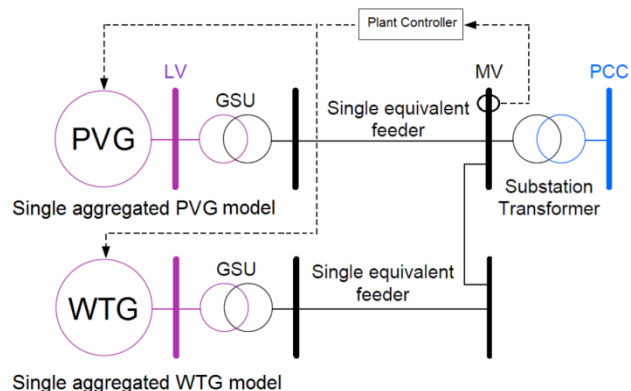 Plant Controller
LV
MV
PCC
GSU
PVG
Single equivalent
feeder
Single aggregated PVG model
Substation
Transformer
GSU
Single equivalent
feeder
WTG
Single aggregated WTG model